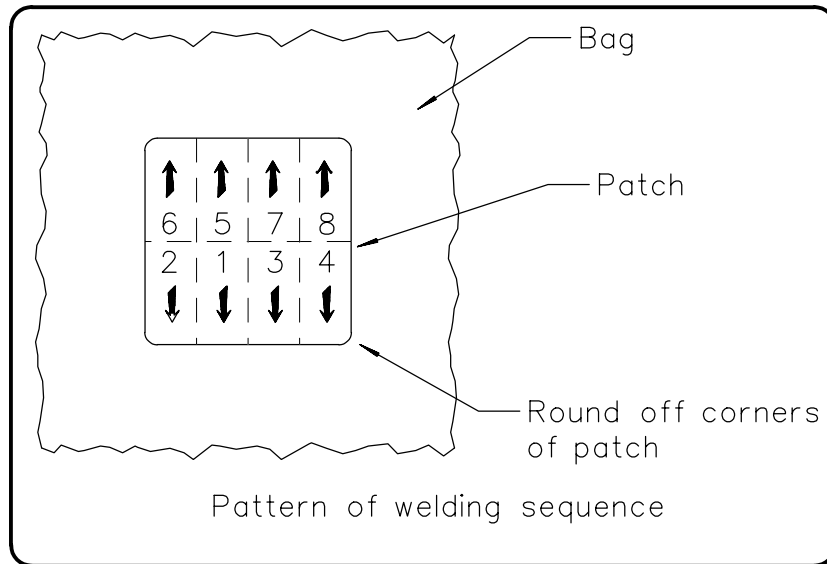 Bag
Patch
6 5 7 8
2 1 3 4
Round off corners
of patch
Pattern of welding sequence